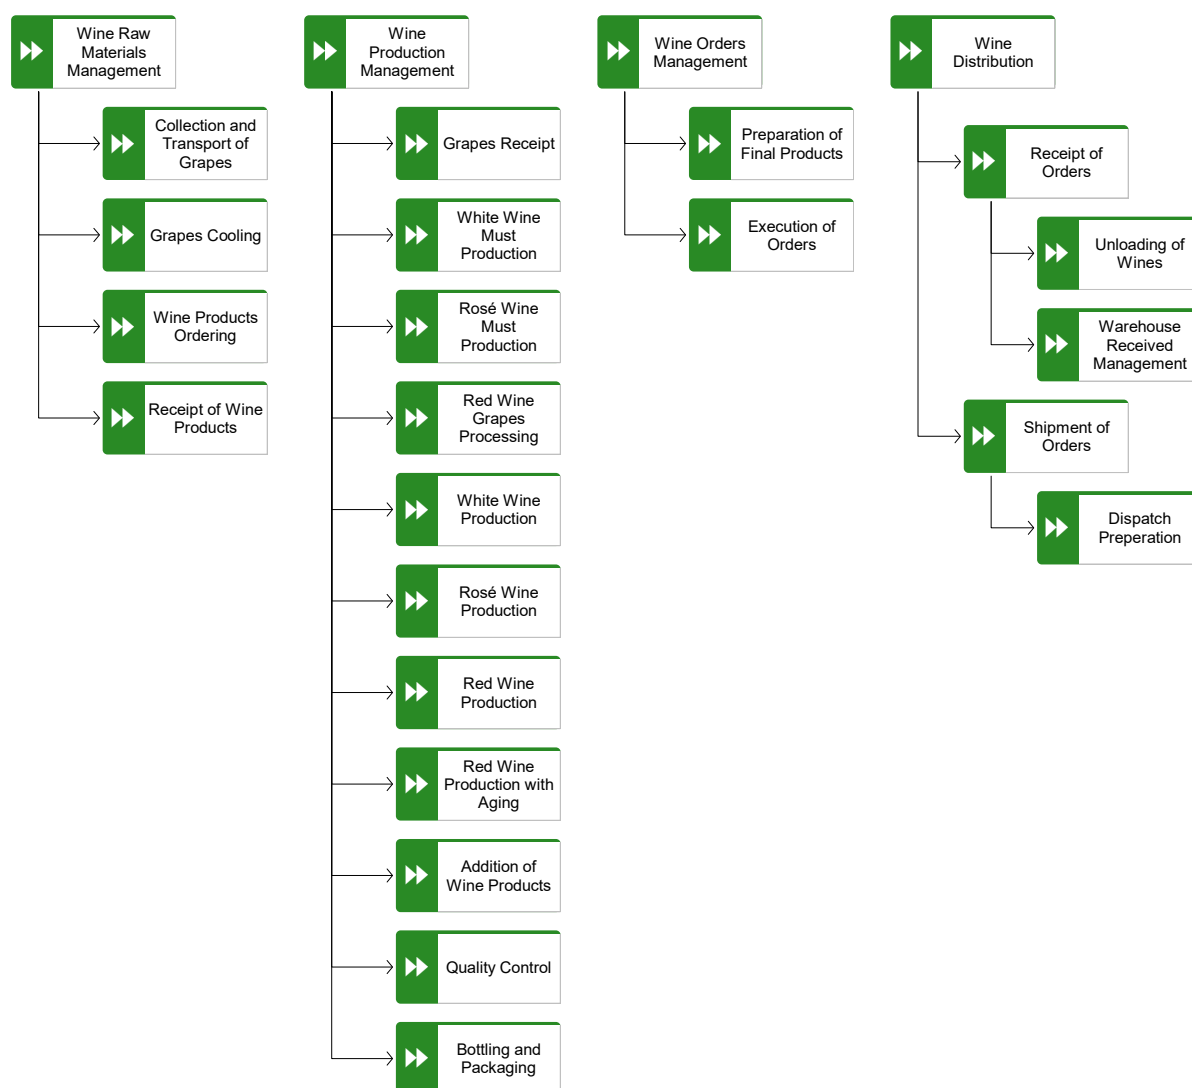 Wine Raw
Materials
Management
Collection and
Transport of
Grapes
Grapes Cooling
Wine Products
Ordering
Receipt of Wine
Products
Wine
Production
Management
Grapes Receipt
White Wine
Must
Production
Rosé Wine
Must
Production
Red Wine
Grapes
Processing
White Wine
Production
Rosé Wine
Production
Red Wine
Production
Red Wine
Production with
Aging
Addition of
Wine Products
Quality Control
Bottling and
Packaging
Wine Orders
Management
Preparation of
Final Products
Execution of
Orders
Wine
Distribution
Receipt of
Orders
Unloading of
Wines
Warehouse
Received
Management
Shipment of
Orders
Dispatch
Preperation